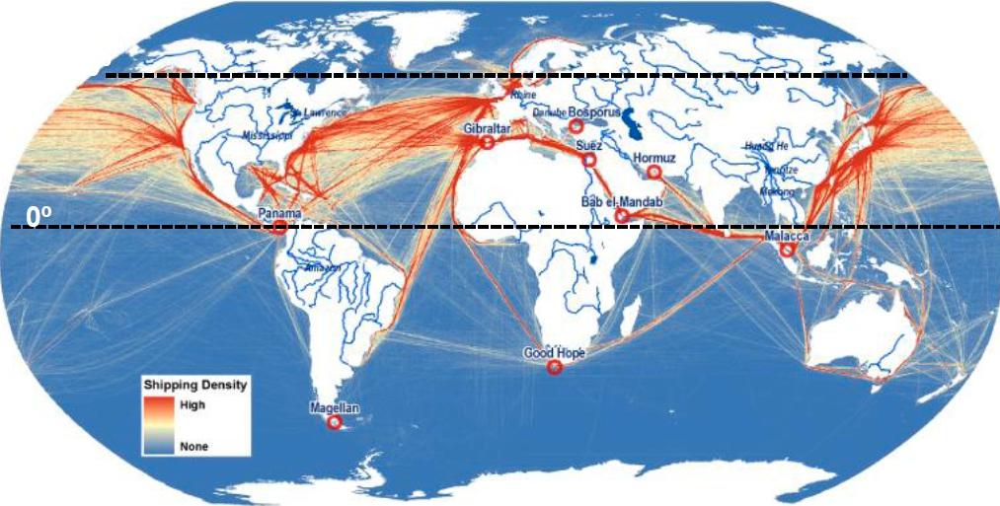 Rhine
St. Lawrence
Danube
Bosporus
Gibraltar
Mississippi
Huang He
Suez
Hormuz
Yangtze
Mekong
Bab el-Mandab
0º
Panama
Malacca
Amazon
Good Hope
Shipping Density
High
None
Magellan